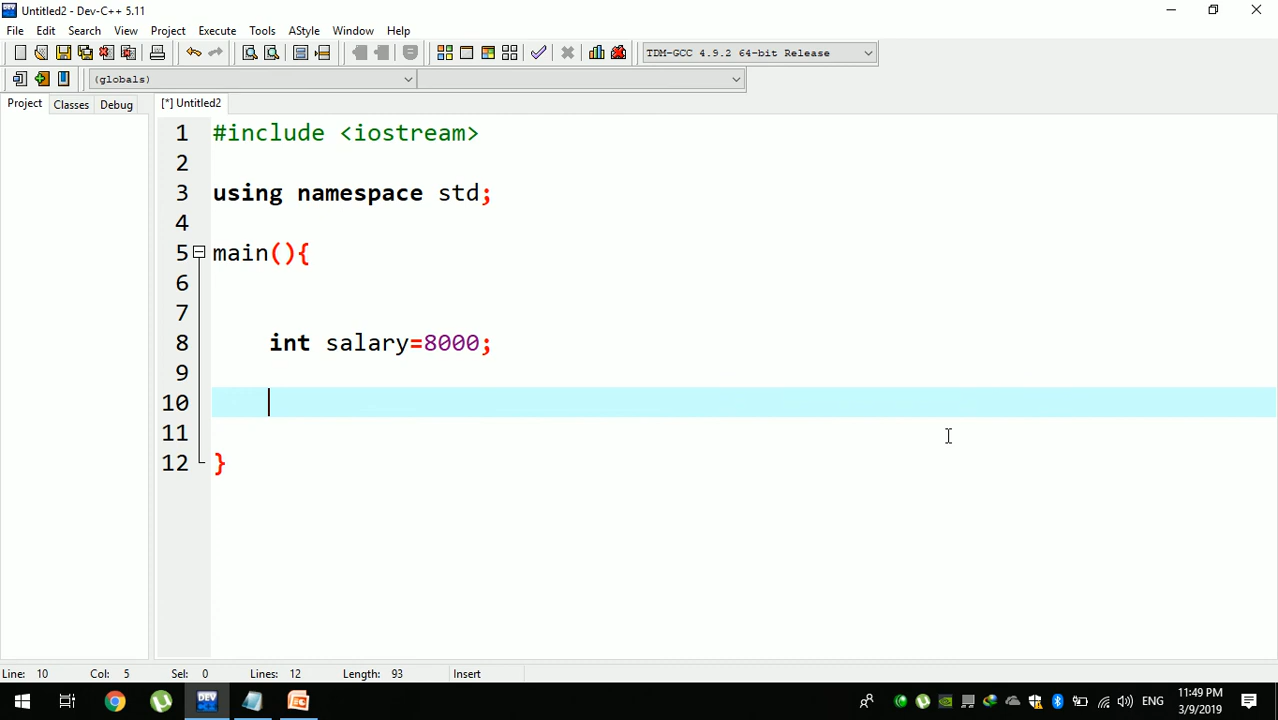 Untitled2 - Dev-C++ 5.11
File Edit Search View Project Execute Tools AStyle Window Help
TDM-GCC 4.9.2 64-bit Release
(globals)
Project Classes Debug [*] Untitled2
1 #include <iostream>
2
3 using namespace std;
4
5 main(){
6
7
8 int salary=8000;
9
10
11
12 }
Line: 10 Col: 5 Sel: 0 Lines: 12 Length: 93 Insert
DEV ENG 11:49 PM
3/9/2019